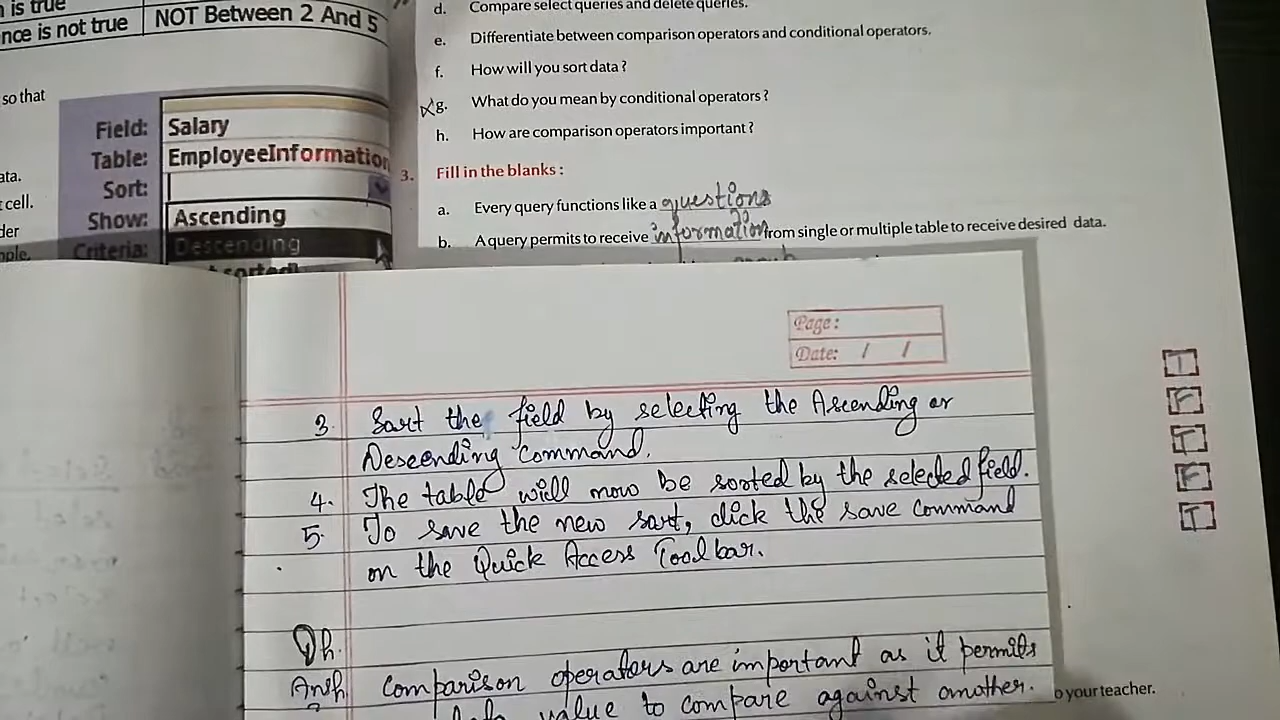 is true
nce is not true NOT Between 2 And 5
so that
Field: Salary
Table: EmployeeInformation
Sort:
Show: Ascending
Criteria: Descending
ata.
cell.
d. Compare select queries and delete queries.
e. Differentiate between comparison operators and conditional operators.
f. How will you sort data ?
g. What do you mean by conditional operators ?
h. How are comparison operators important ?
3. Fill in the blanks :
a. Every query functions like a questions
b. A query permits to receive information from single or multiple table to receive desired data.
Page:
Date: / /
3. Sort the field by selecting the Ascending or
Descending Command.
4. The table will now be sorted by the selected field.
5. To save the new sort, click the save Command
on the Quick Access Toolbar.
Qh.
Ansh. Comparison operators are important as it permits
value to compare against another.
T
F
T
F
T
o your teacher.